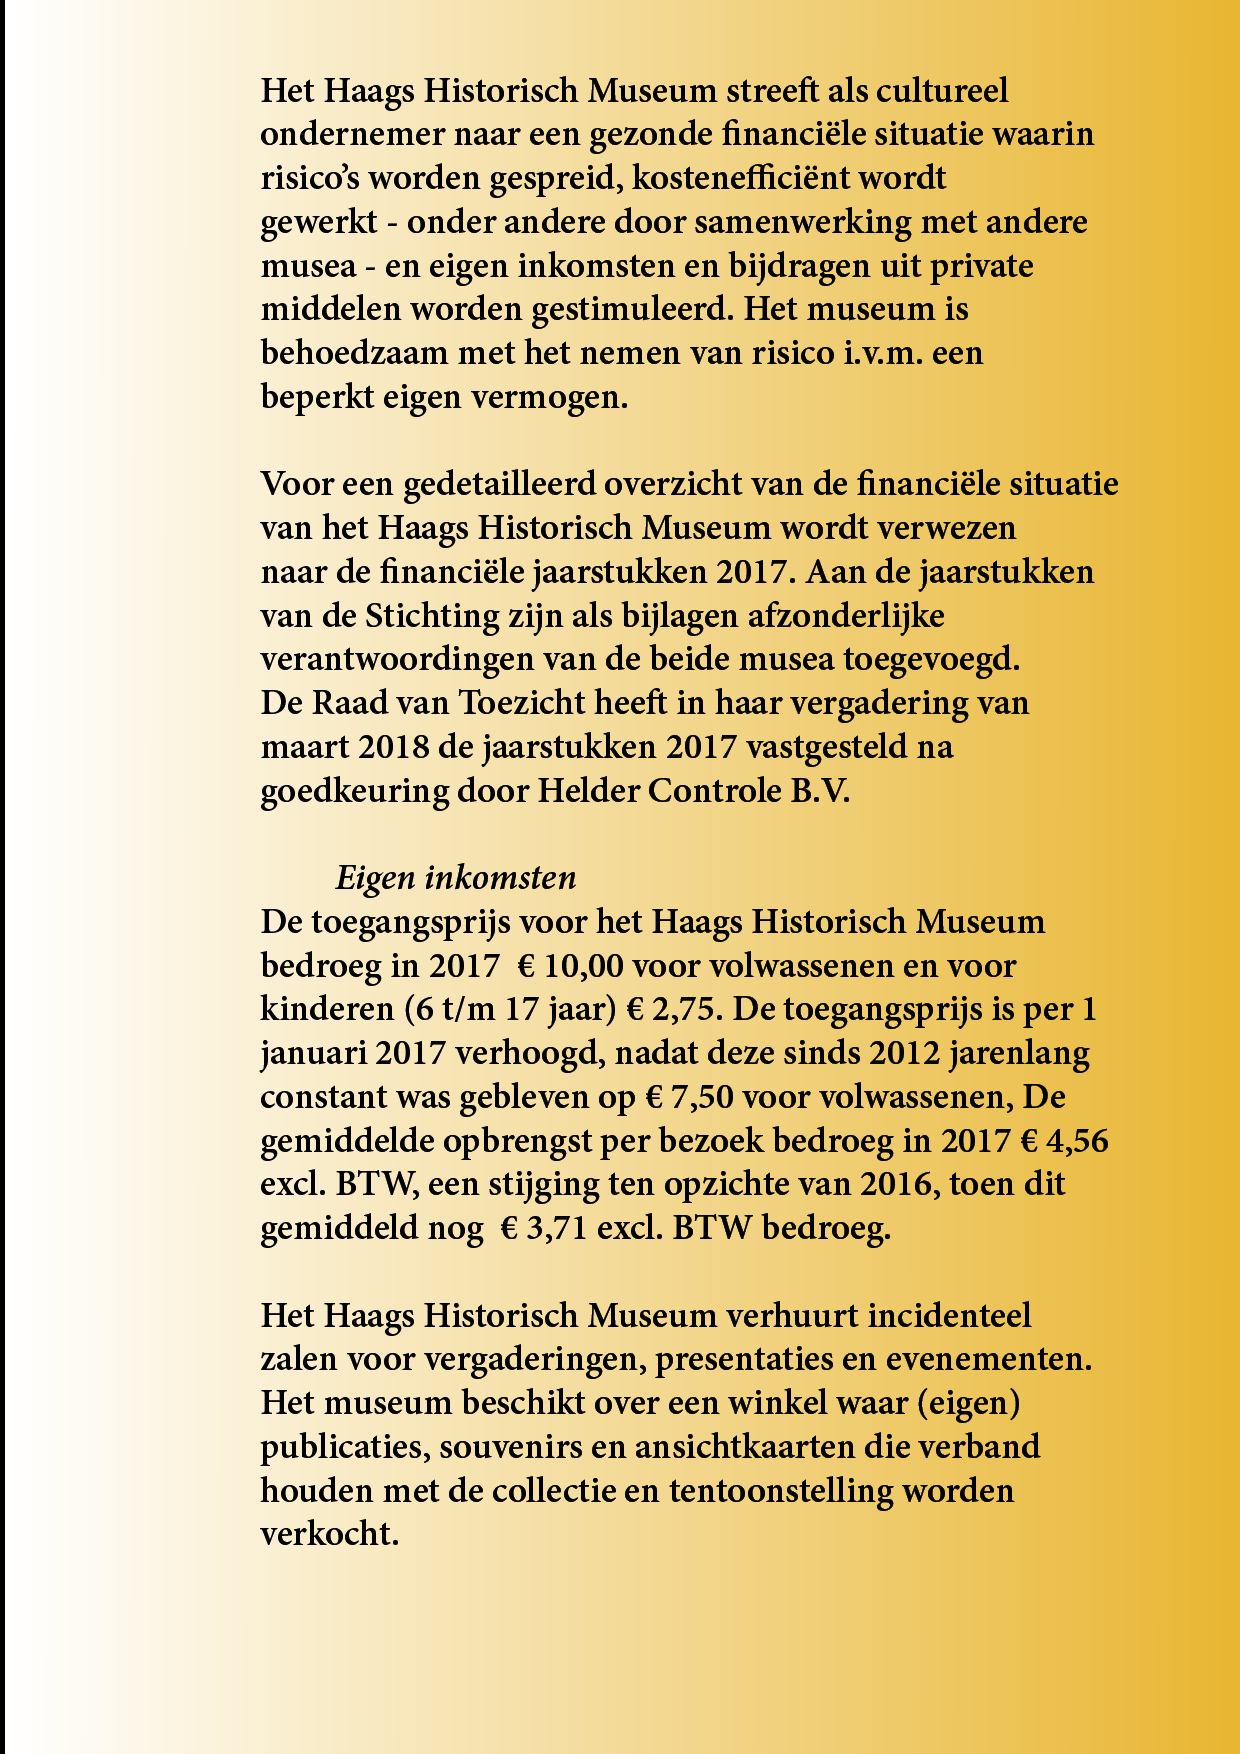 Het Haags Historisch Museum streeft als cultureel
ondernemer naar een gezonde financiële situatie waarin
risico’s worden gespreid, kostenefficiënt wordt
gewerkt - onder andere door samenwerking met andere
musea - en eigen inkomsten en bijdragen uit private
middelen worden gestimuleerd. Het museum is
behoedzaam met het nemen van risico i.v.m. een
beperkt eigen vermogen.

Voor een gedetailleerd overzicht van de financiële situatie
van het Haags Historisch Museum wordt verwezen
naar de financiële jaarstukken 2017. Aan de jaarstukken
van de Stichting zijn als bijlagen afzonderlijke
verantwoordingen van de beide musea toegevoegd.
De Raad van Toezicht heeft in haar vergadering van
maart 2018 de jaarstukken 2017 vastgesteld na
goedkeuring door Helder Controle B.V.

Eigen inkomsten
De toegangsprijs voor het Haags Historisch Museum
bedroeg in 2017  € 10,00 voor volwassenen en voor
kinderen (6 t/m 17 jaar) € 2,75. De toegangsprijs is per 1
januari 2017 verhoogd, nadat deze sinds 2012 jarenlang
constant was gebleven op € 7,50 voor volwassenen, De
gemiddelde opbrengst per bezoek bedroeg in 2017 € 4,56
excl. BTW, een stijging ten opzichte van 2016, toen dit
gemiddeld nog  € 3,71 excl. BTW bedroeg.

Het Haags Historisch Museum verhuurt incidenteel
zalen voor vergaderingen, presentaties en evenementen.
Het museum beschikt over een winkel waar (eigen)
publicaties, souvenirs en ansichtkaarten die verband
houden met de collectie en tentoonstelling worden
verkocht.